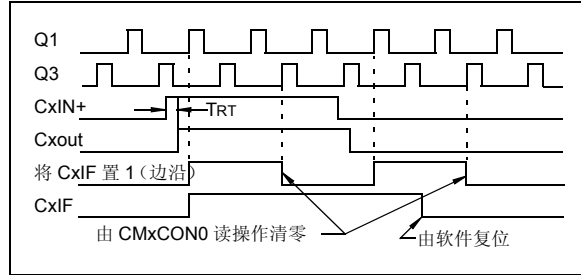 Q1
Q3
CxIN+
TRT
Cxout
将 CxIF 置 1（边沿）
CxIF
由 CMxCON0 读操作清零
由软件复位